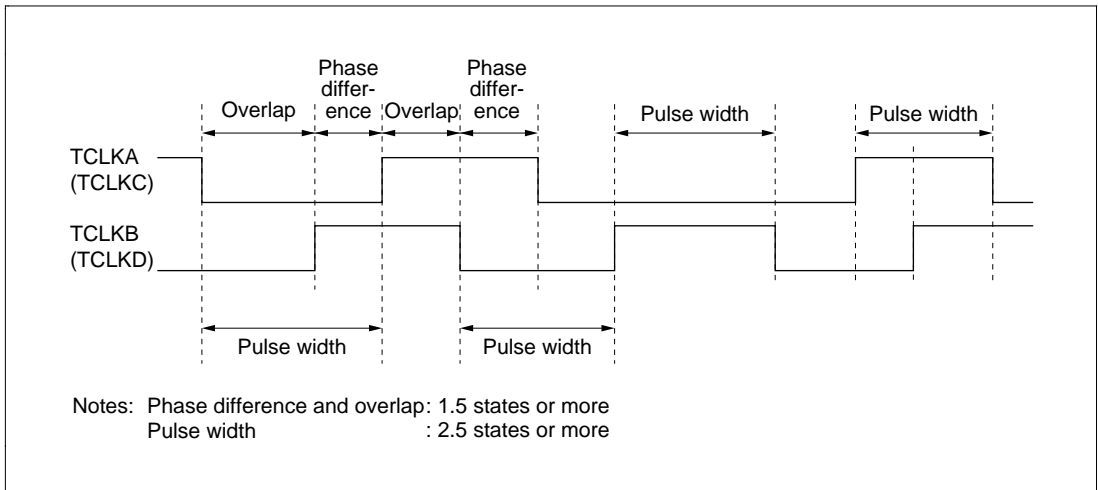 Phase
differ-
ence
Phase
differ-
ence
Overlap
Overlap
Pulse width
Pulse width
TCLKA
(TCLKC)
TCLKB
(TCLKD)
Pulse width
Pulse width
Notes: Phase difference and overlap : 1.5 states or more
Pulse width : 2.5 states or more